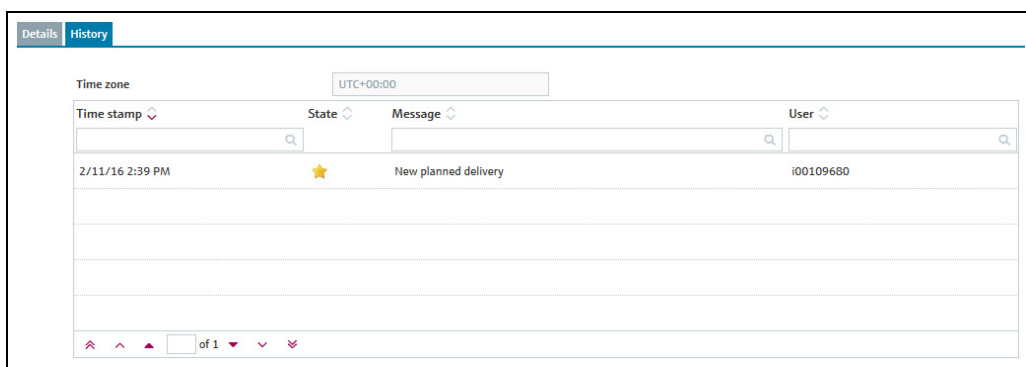 Details History
Time zone UTC+00:00
Time stamp State Message User
2/11/16 2:39 PM New planned delivery i00109680
of 1